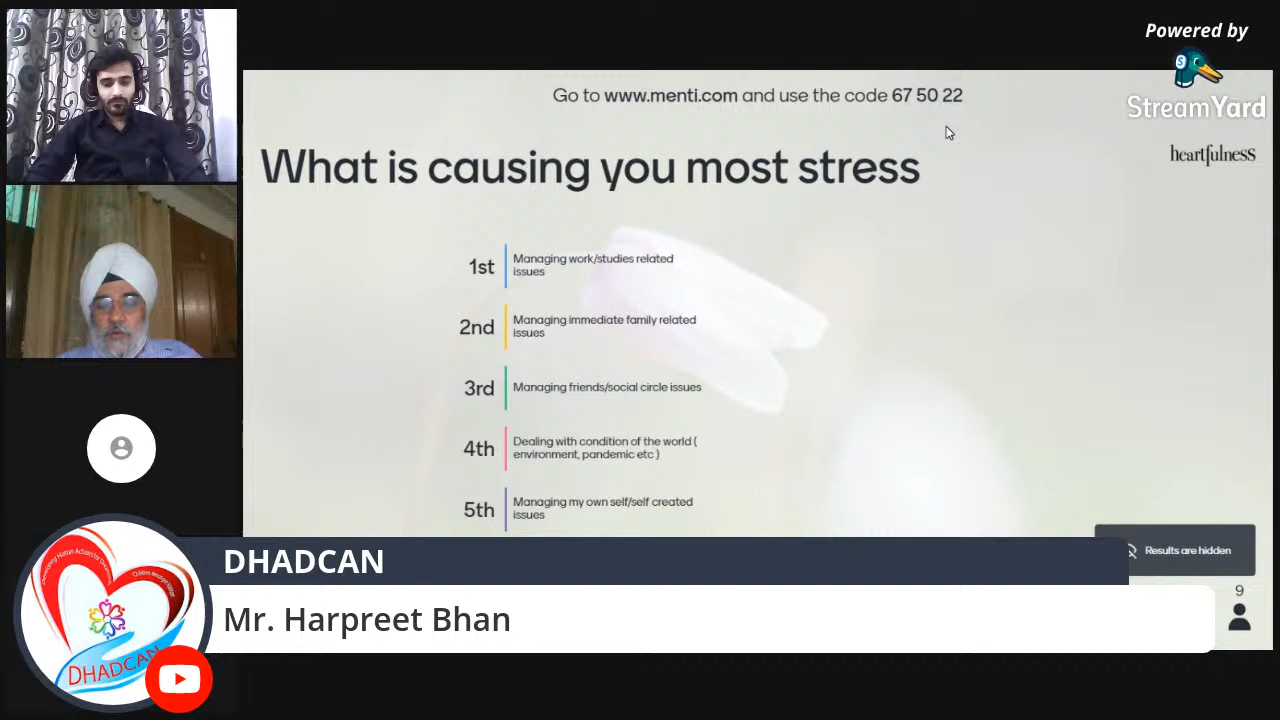 Powered by
StreamYard
Go to www.menti.com and use the code 67 50 22
heartfulness
What is causing you most stress
1st
Managing work/studies related
issues
2nd
Managing immediate family related
issues
3rd
Managing friends/social circle issues
4th
Dealing with condition of the world (
environment, pandemic etc )
5th
Managing my own self/self created
issues
Results are hidden
9
DHADCAN
Mr. Harpreet Bhan
DHADCAN